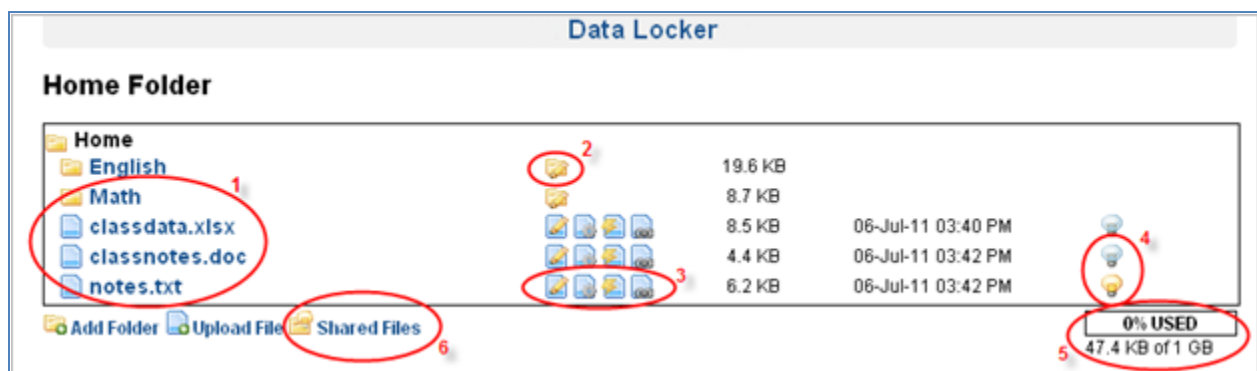 Data Locker
Home Folder
Home
English 2 19.6 KB
1
Math 8.7 KB
classdata.xlsx 8.5 KB 06-Jul-11 03:40 PM
4
classnotes.doc 4.4 KB 06-Jul-11 03:42 PM
notes.txt 3 6.2 KB 06-Jul-11 03:42 PM
Add Folder Upload File Shared Files 0% USED
6 5 47.4 KB of 1 GB